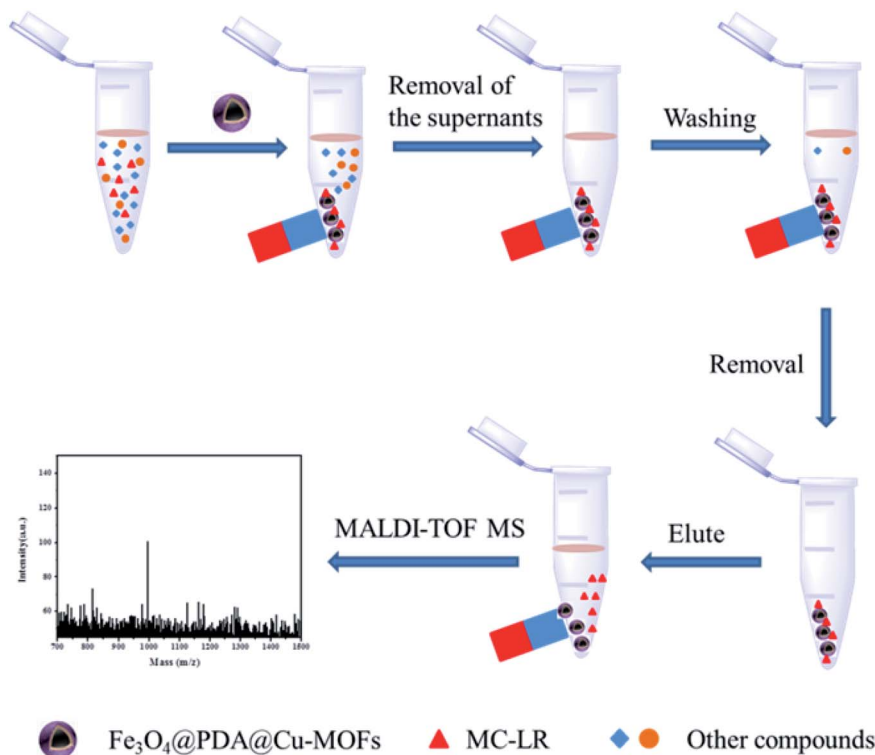 Removal of
the supernants
Washing
Removal
Elute
MALDI-TOF MS
Intensity(a.u.)
140
120
100
80
60
700 800 900 1000 1100 1200 1300 1400 1500
Mass (m/z)
Fe₃O₄@PDA@Cu-MOFs
MC-LR
Other compounds